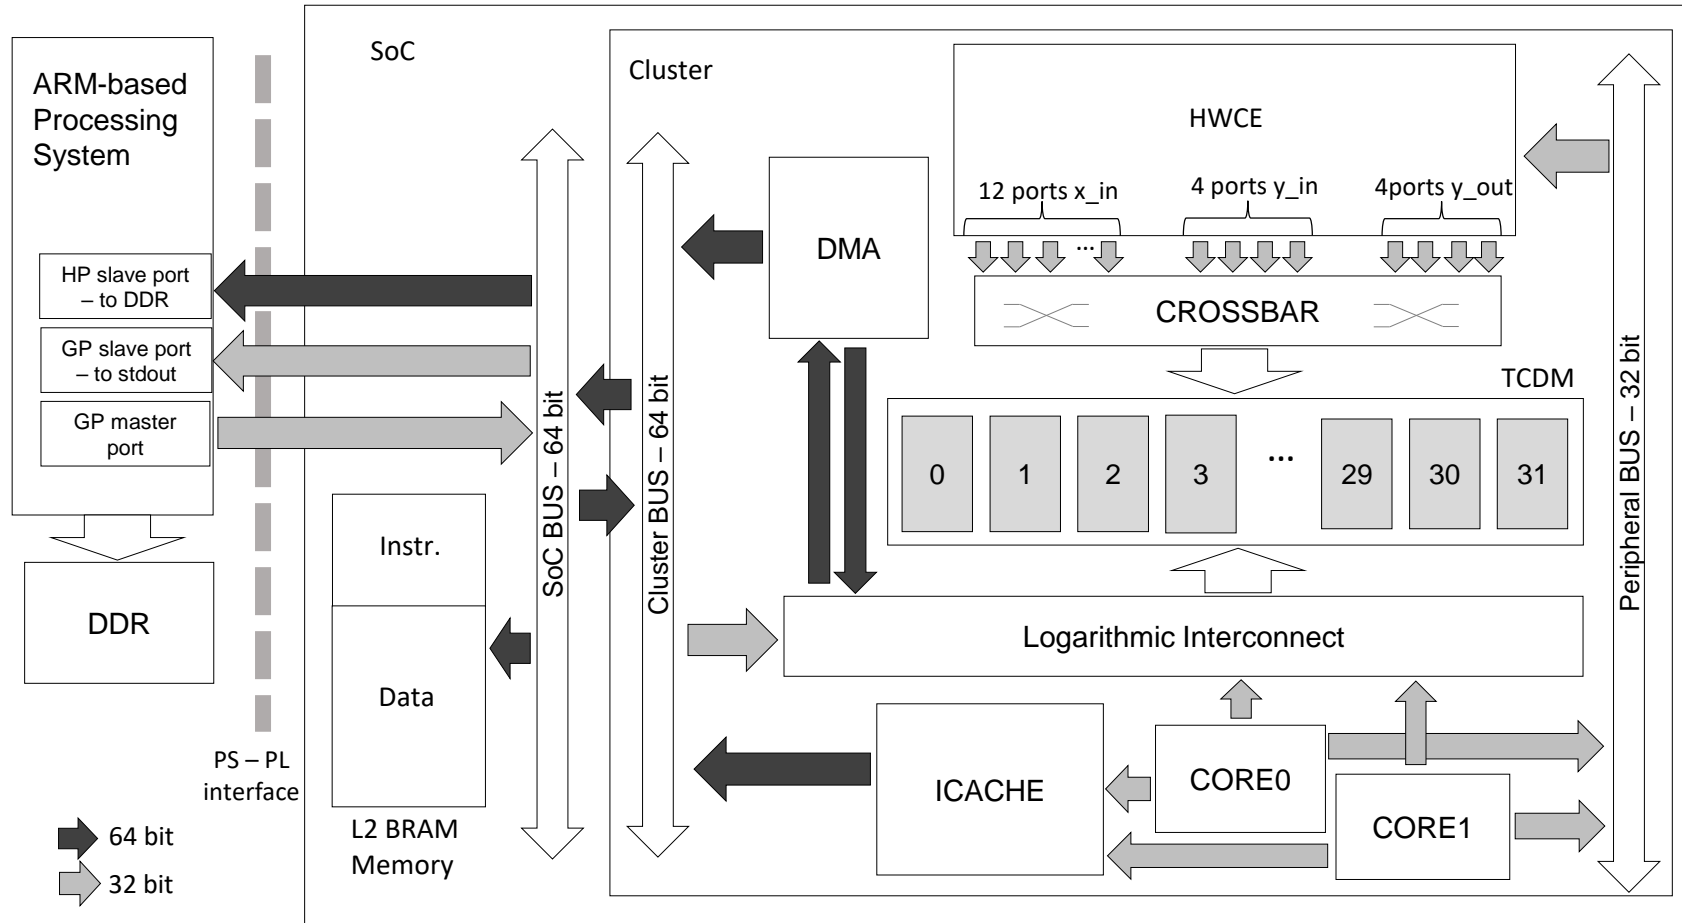 ARM-based
Processing
System
HP slave port
– to DDR
GP slave port
– to stdout
GP master
port
DDR
PS – PL
interface
64 bit
32 bit
SoC
Instr.
Data
L2 BRAM
Memory
SoC BUS – 64 bit
Cluster
Cluster BUS – 64 bit
DMA
HWCE
12 ports x_in
4 ports y_in
4ports y_out
...
CROSSBAR
TCDM
0
1
2
3
...
29
30
31
Logarithmic Interconnect
ICACHE
CORE0
CORE1
Peripheral BUS – 32 bit